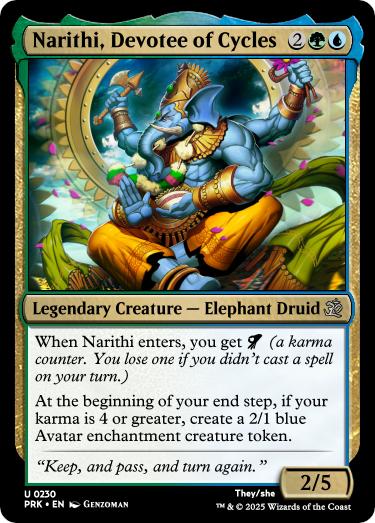 Narithi, Devotee of Cycles 2
Legendary Creature — Elephant Druid
When Narithi enters, you get (a karma
counter. You lose one if you didn't cast a spell
on your turn.)
At the beginning of your end step, if your
karma is 4 or greater, create a 2/1 blue
Avatar enchantment creature token.
“Keep, and pass, and turn again.”
2/5
U 0230
PRK • EN GENZOMAN
They/she
™ & © 2025 Wizards of the Coast